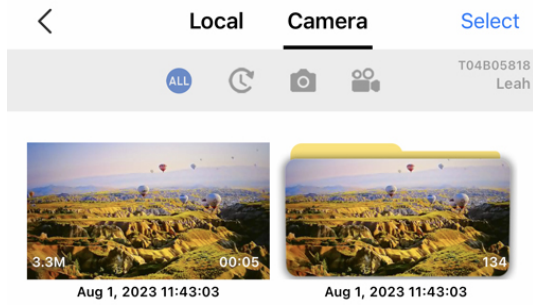 Local Camera Select
ALL
T04B05818
Leah
3.3M 00:05 134
Aug 1, 2023 11:43:03 Aug 1, 2023 11:43:03